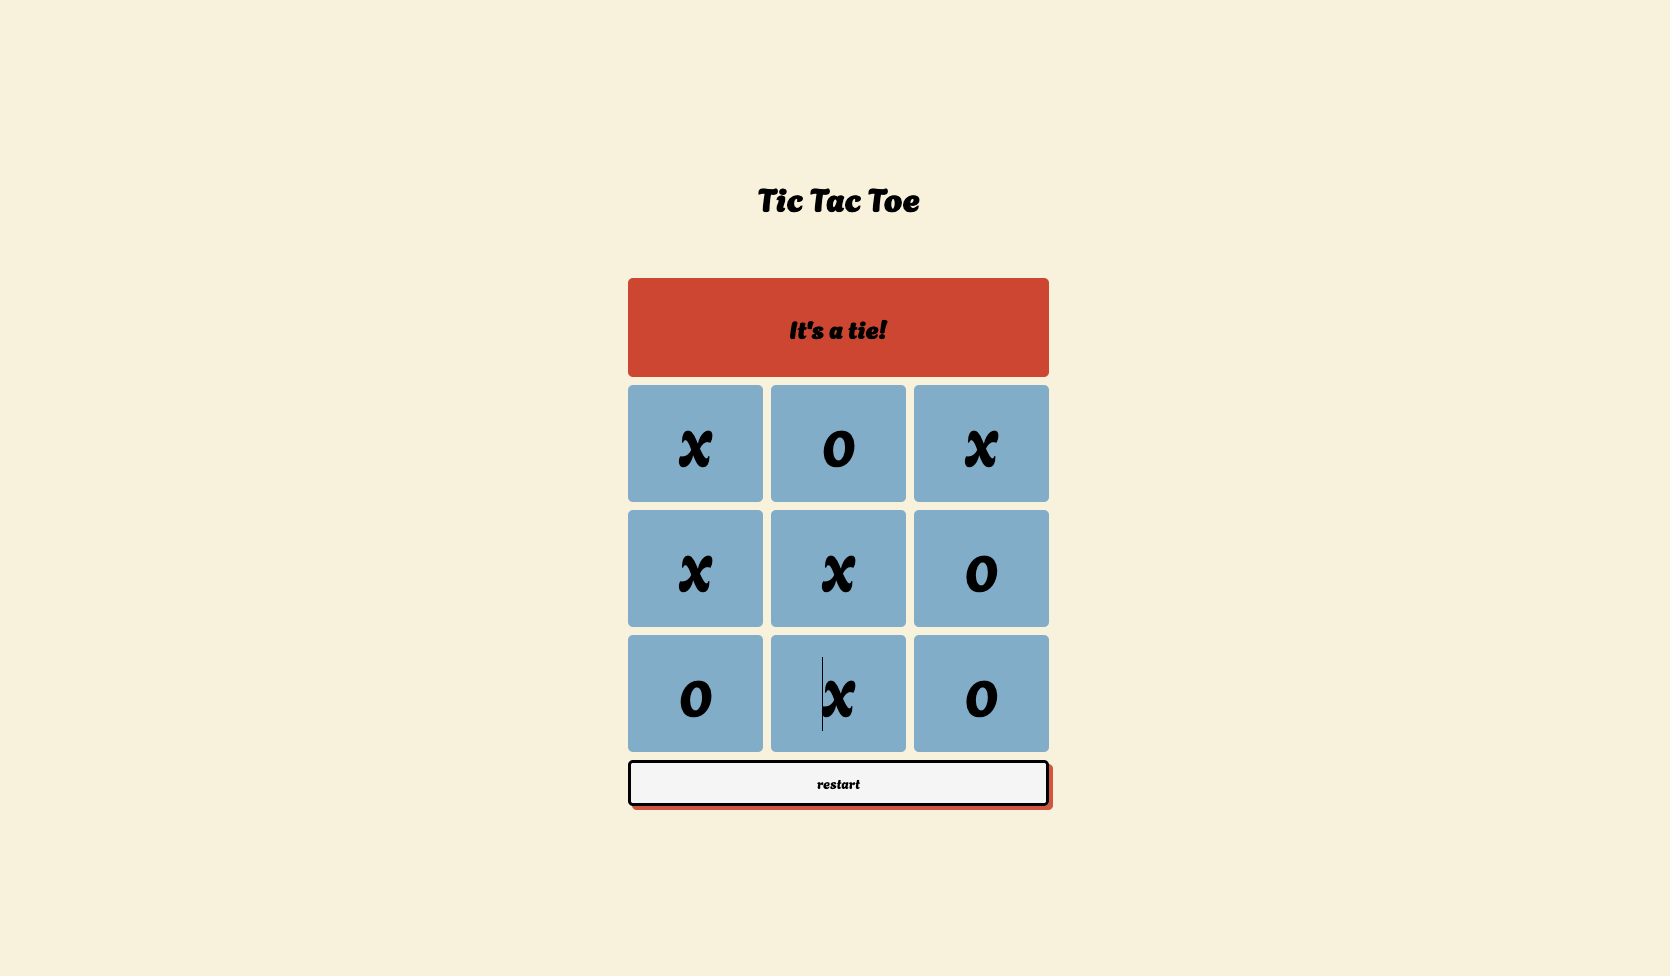 Tic Tac Toe
It's a tie!
x o x
x x o
o x o
restart